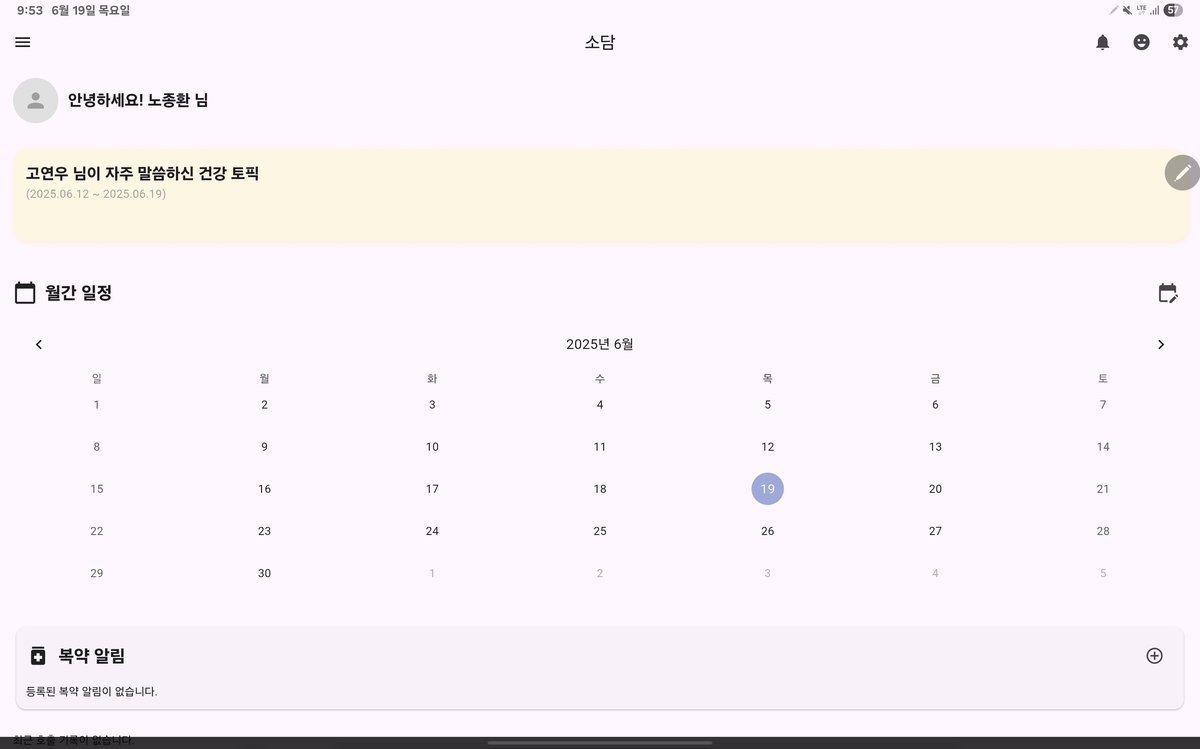 9:53 6월 19일 목요일
LTE 57
소담
안녕하세요! 노종환 님
고연우 님이 자주 말씀하신 건강 토픽
(2025.06.12 ~ 2025.06.19)
월간 일정
2025년 6월
일 월 화 수 목 금 토
1 2 3 4 5 6 7
8 9 10 11 12 13 14
15 16 17 18 19 20 21
22 23 24 25 26 27 28
29 30 1 2 3 4 5
복약 알림
등록된 복약 알림이 없습니다.
최근 호출 기록이 없습니다.